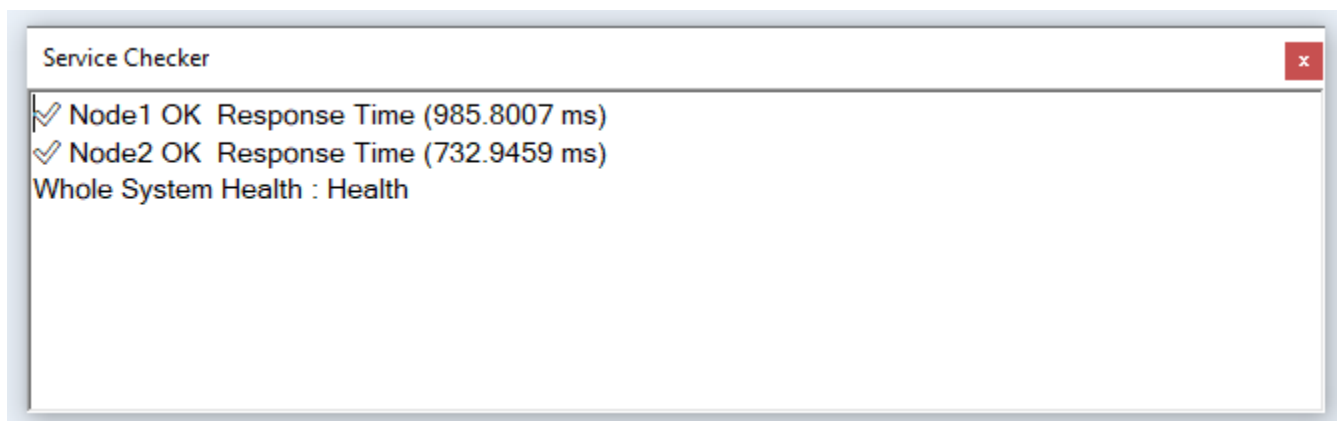 Service Checker
x
✓ Node1 OK  Response Time (985.8007 ms)
✓ Node2 OK  Response Time (732.9459 ms)
Whole System Health : Health